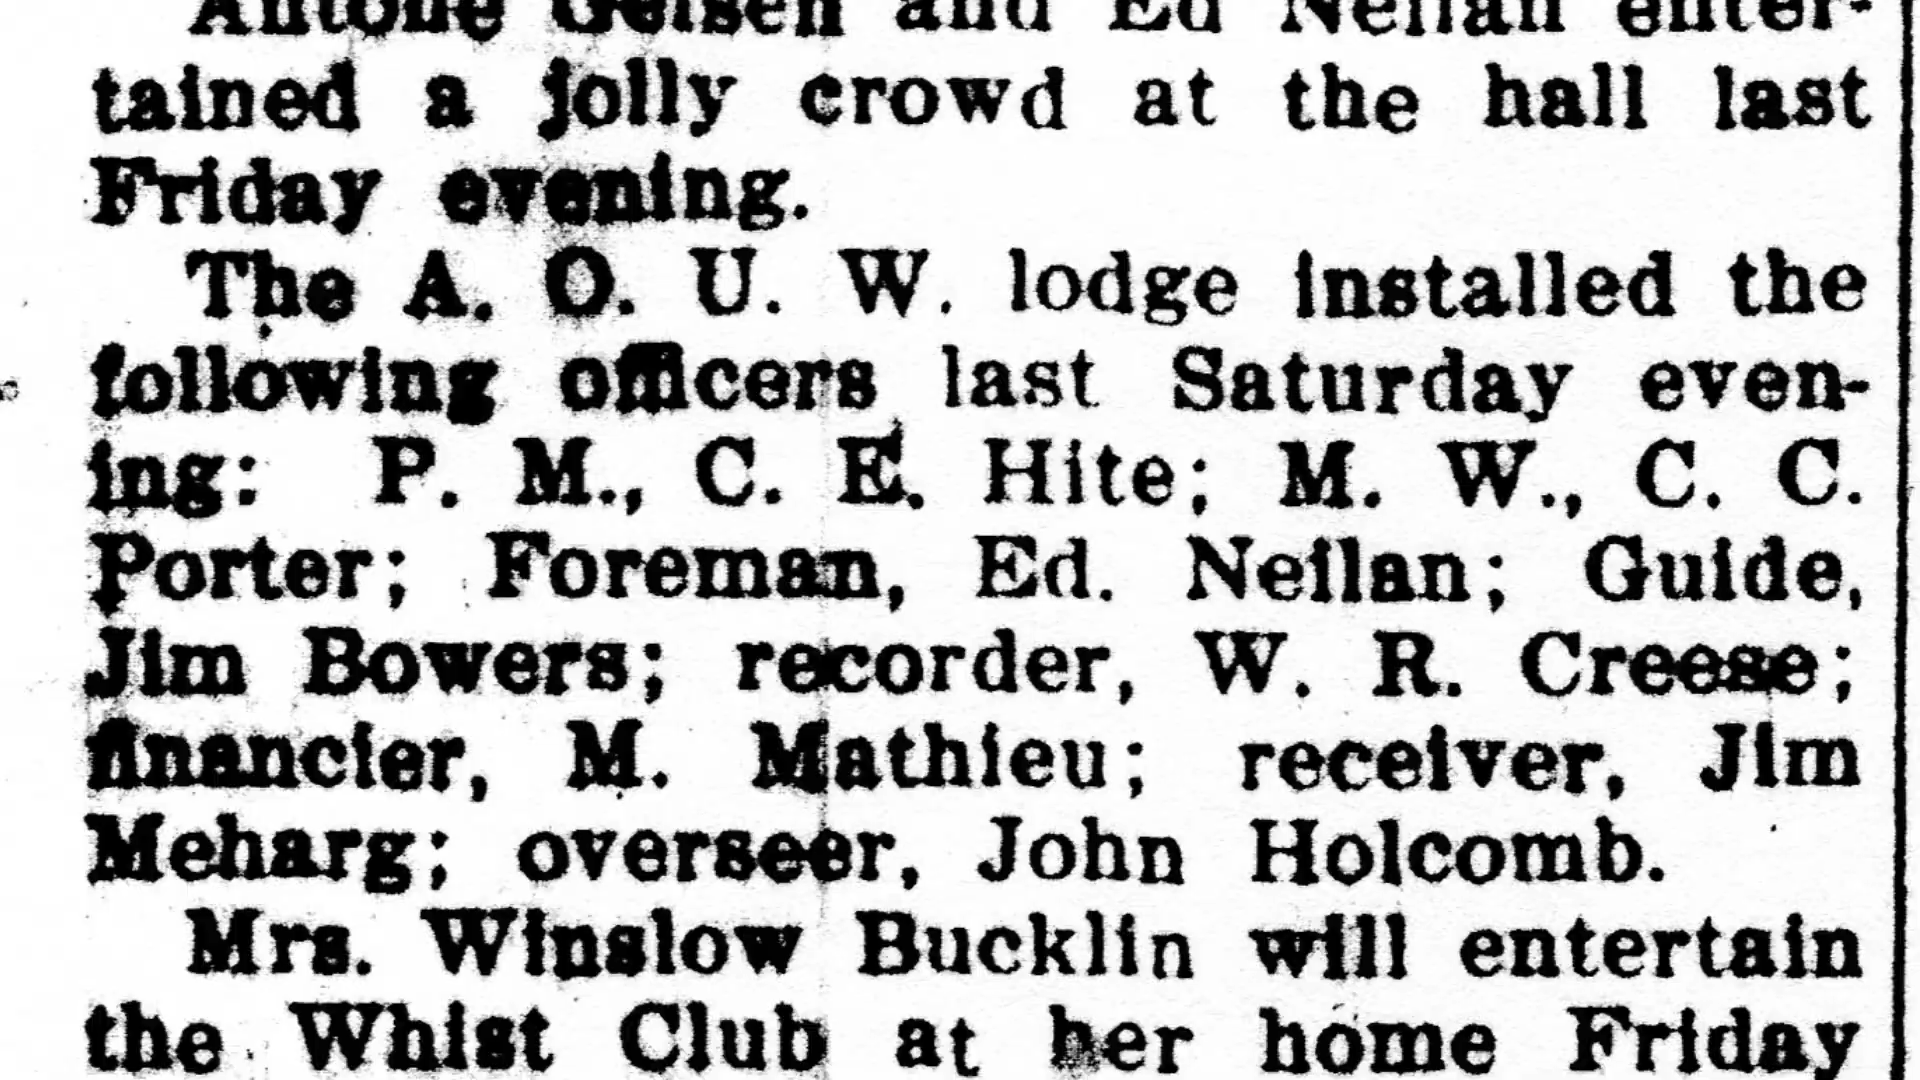 Antone Geisen and Ed Neilan enter-
tained a jolly crowd at the hall last
Friday evening.
The A. O. U. W. lodge installed the
following officers last Saturday even-
ing: P. M., C. E. Hite; M. W., C. C.
Porter; Foreman, Ed. Neilan; Guide,
Jim Bowers; recorder, W. R. Creese;
financier, M. Mathieu; receiver, Jim
Meharg; overseer, John Holcomb.
Mrs. Winslow Bucklin will entertain
the Whist Club at her home Friday